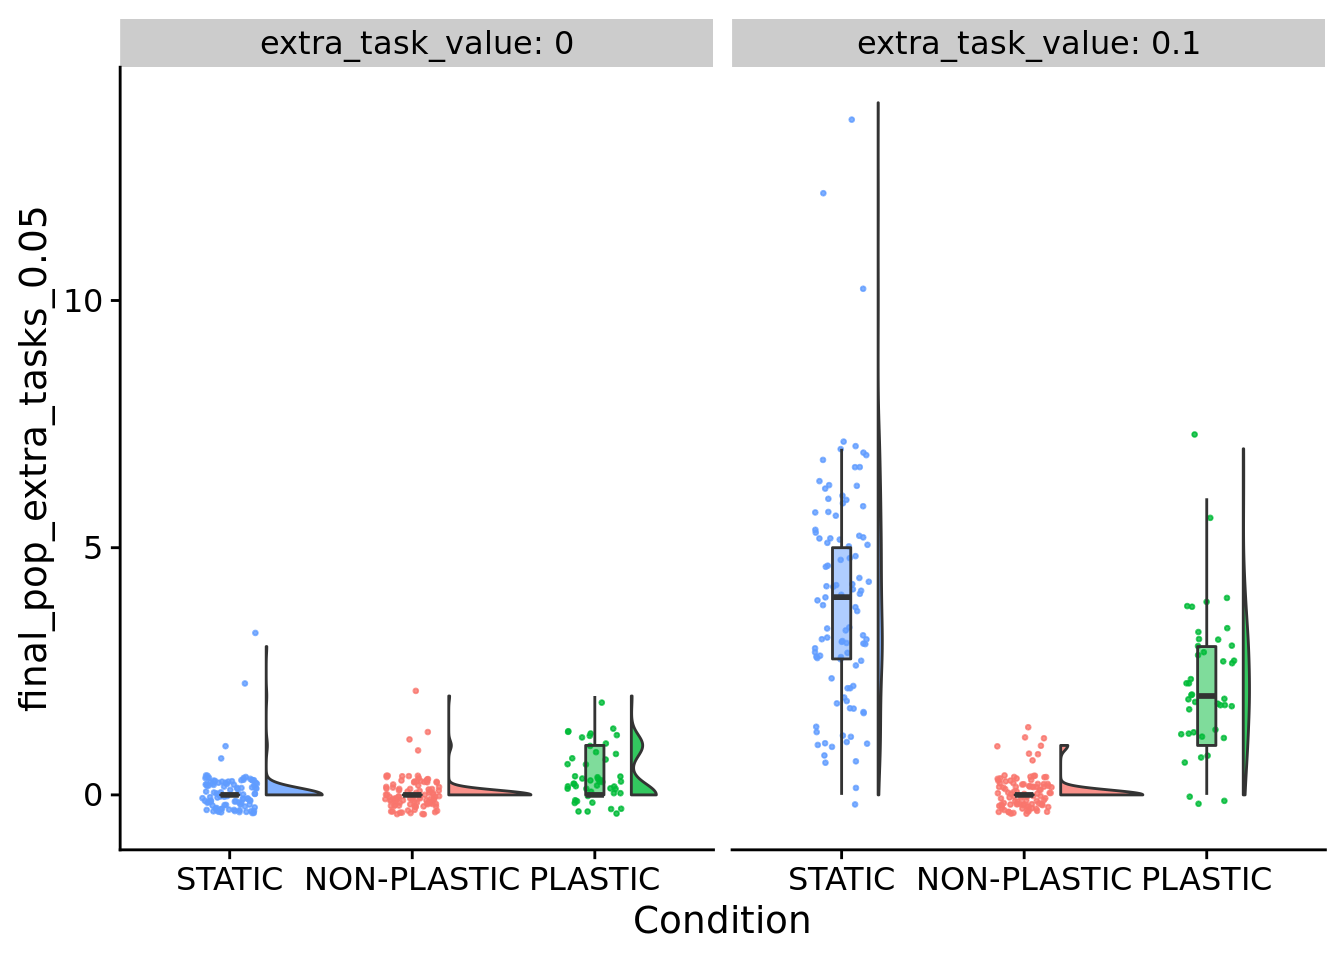 extra_task_value: 0
extra_task_value: 0.1
final_pop_extra_tasks_0.05
10
5
0
STATIC NON-PLASTIC PLASTIC
STATIC NON-PLASTIC PLASTIC
Condition